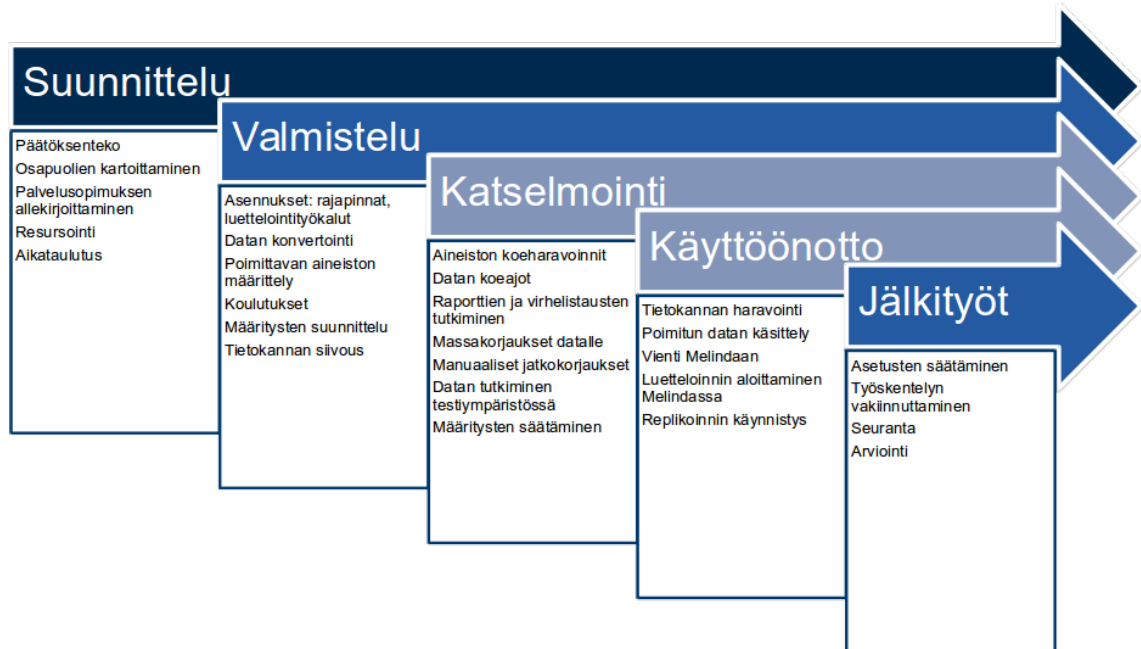 Suunnittelu
Päätöksenteko
Osapuolien kartoittaminen
Palvelusopimuksen
allekirjoittaminen
Resursointi
Aikataulutus
Valmistelu
Asennukset: rajapinnat,
luettelointityökalut
Datan konvertointi
Poimittavan aineiston
määrittely
Koulutukset
Määritysten suunnittelu
Tietokannan siivous
Katselmointi
Aineiston koeharavoinnit
Datan koeajot
Raporttien ja virhelistausten
tutkiminen
Massakorjaukset datalle
Manuaaliset jatkokorjaukset
Datan tutkiminen
testiympäristössä
Määritysten säätäminen
Käyttöönotto
Tietokannan haravointi
Poimitun datan käsittely
Vienti Melindaan
Luetteloinnin aloittaminen
Melindassa
Replikoinnin käynnistys
Jälkityöt
Asetusten säätäminen
Työskentelyn
vakiinnuttaminen
Seuranta
Arviointi